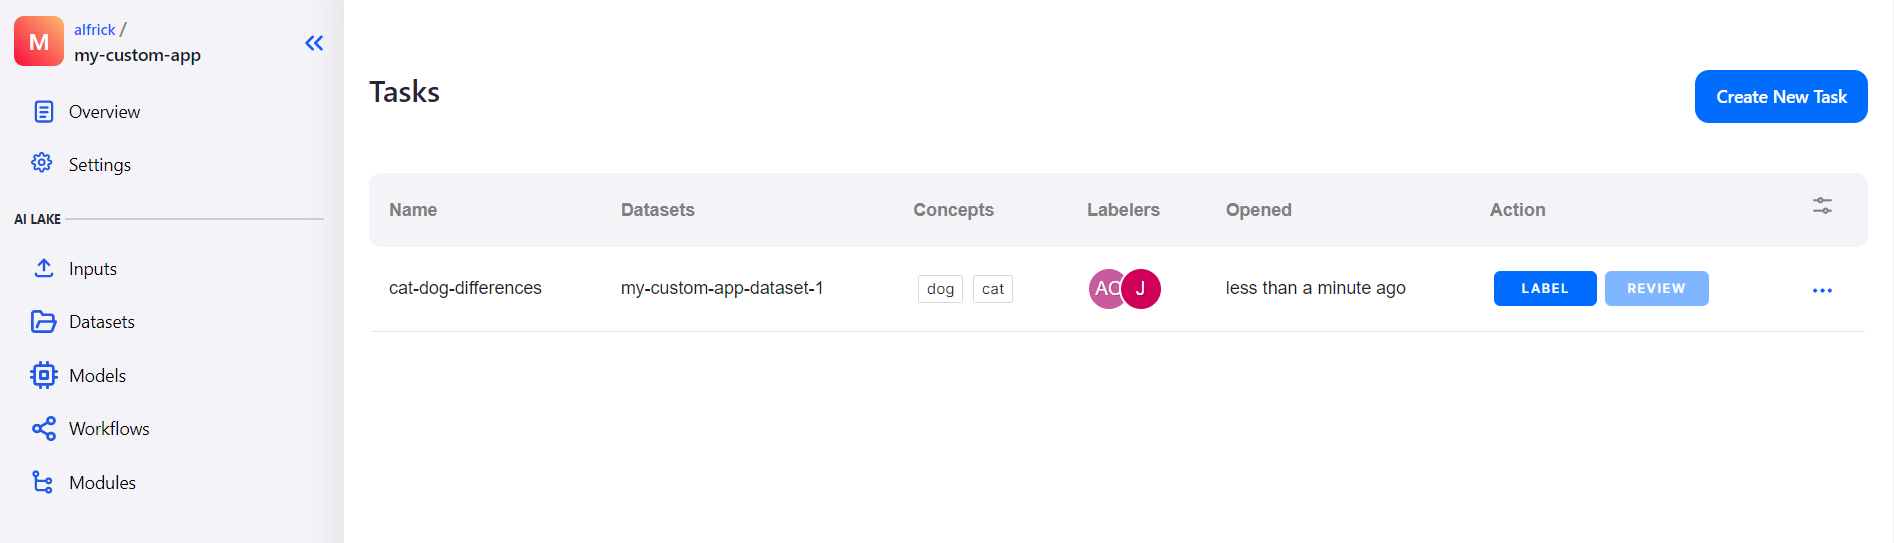 M
alfrick /
my-custom-app
Overview
Settings
AI LAKE
Inputs
Datasets
Models
Workflows
Modules
Tasks
Create New Task
Name Datasets Concepts Labelers Opened Action
cat-dog-differences my-custom-app-dataset-1 dog cat J less than a minute ago LABEL REVIEW